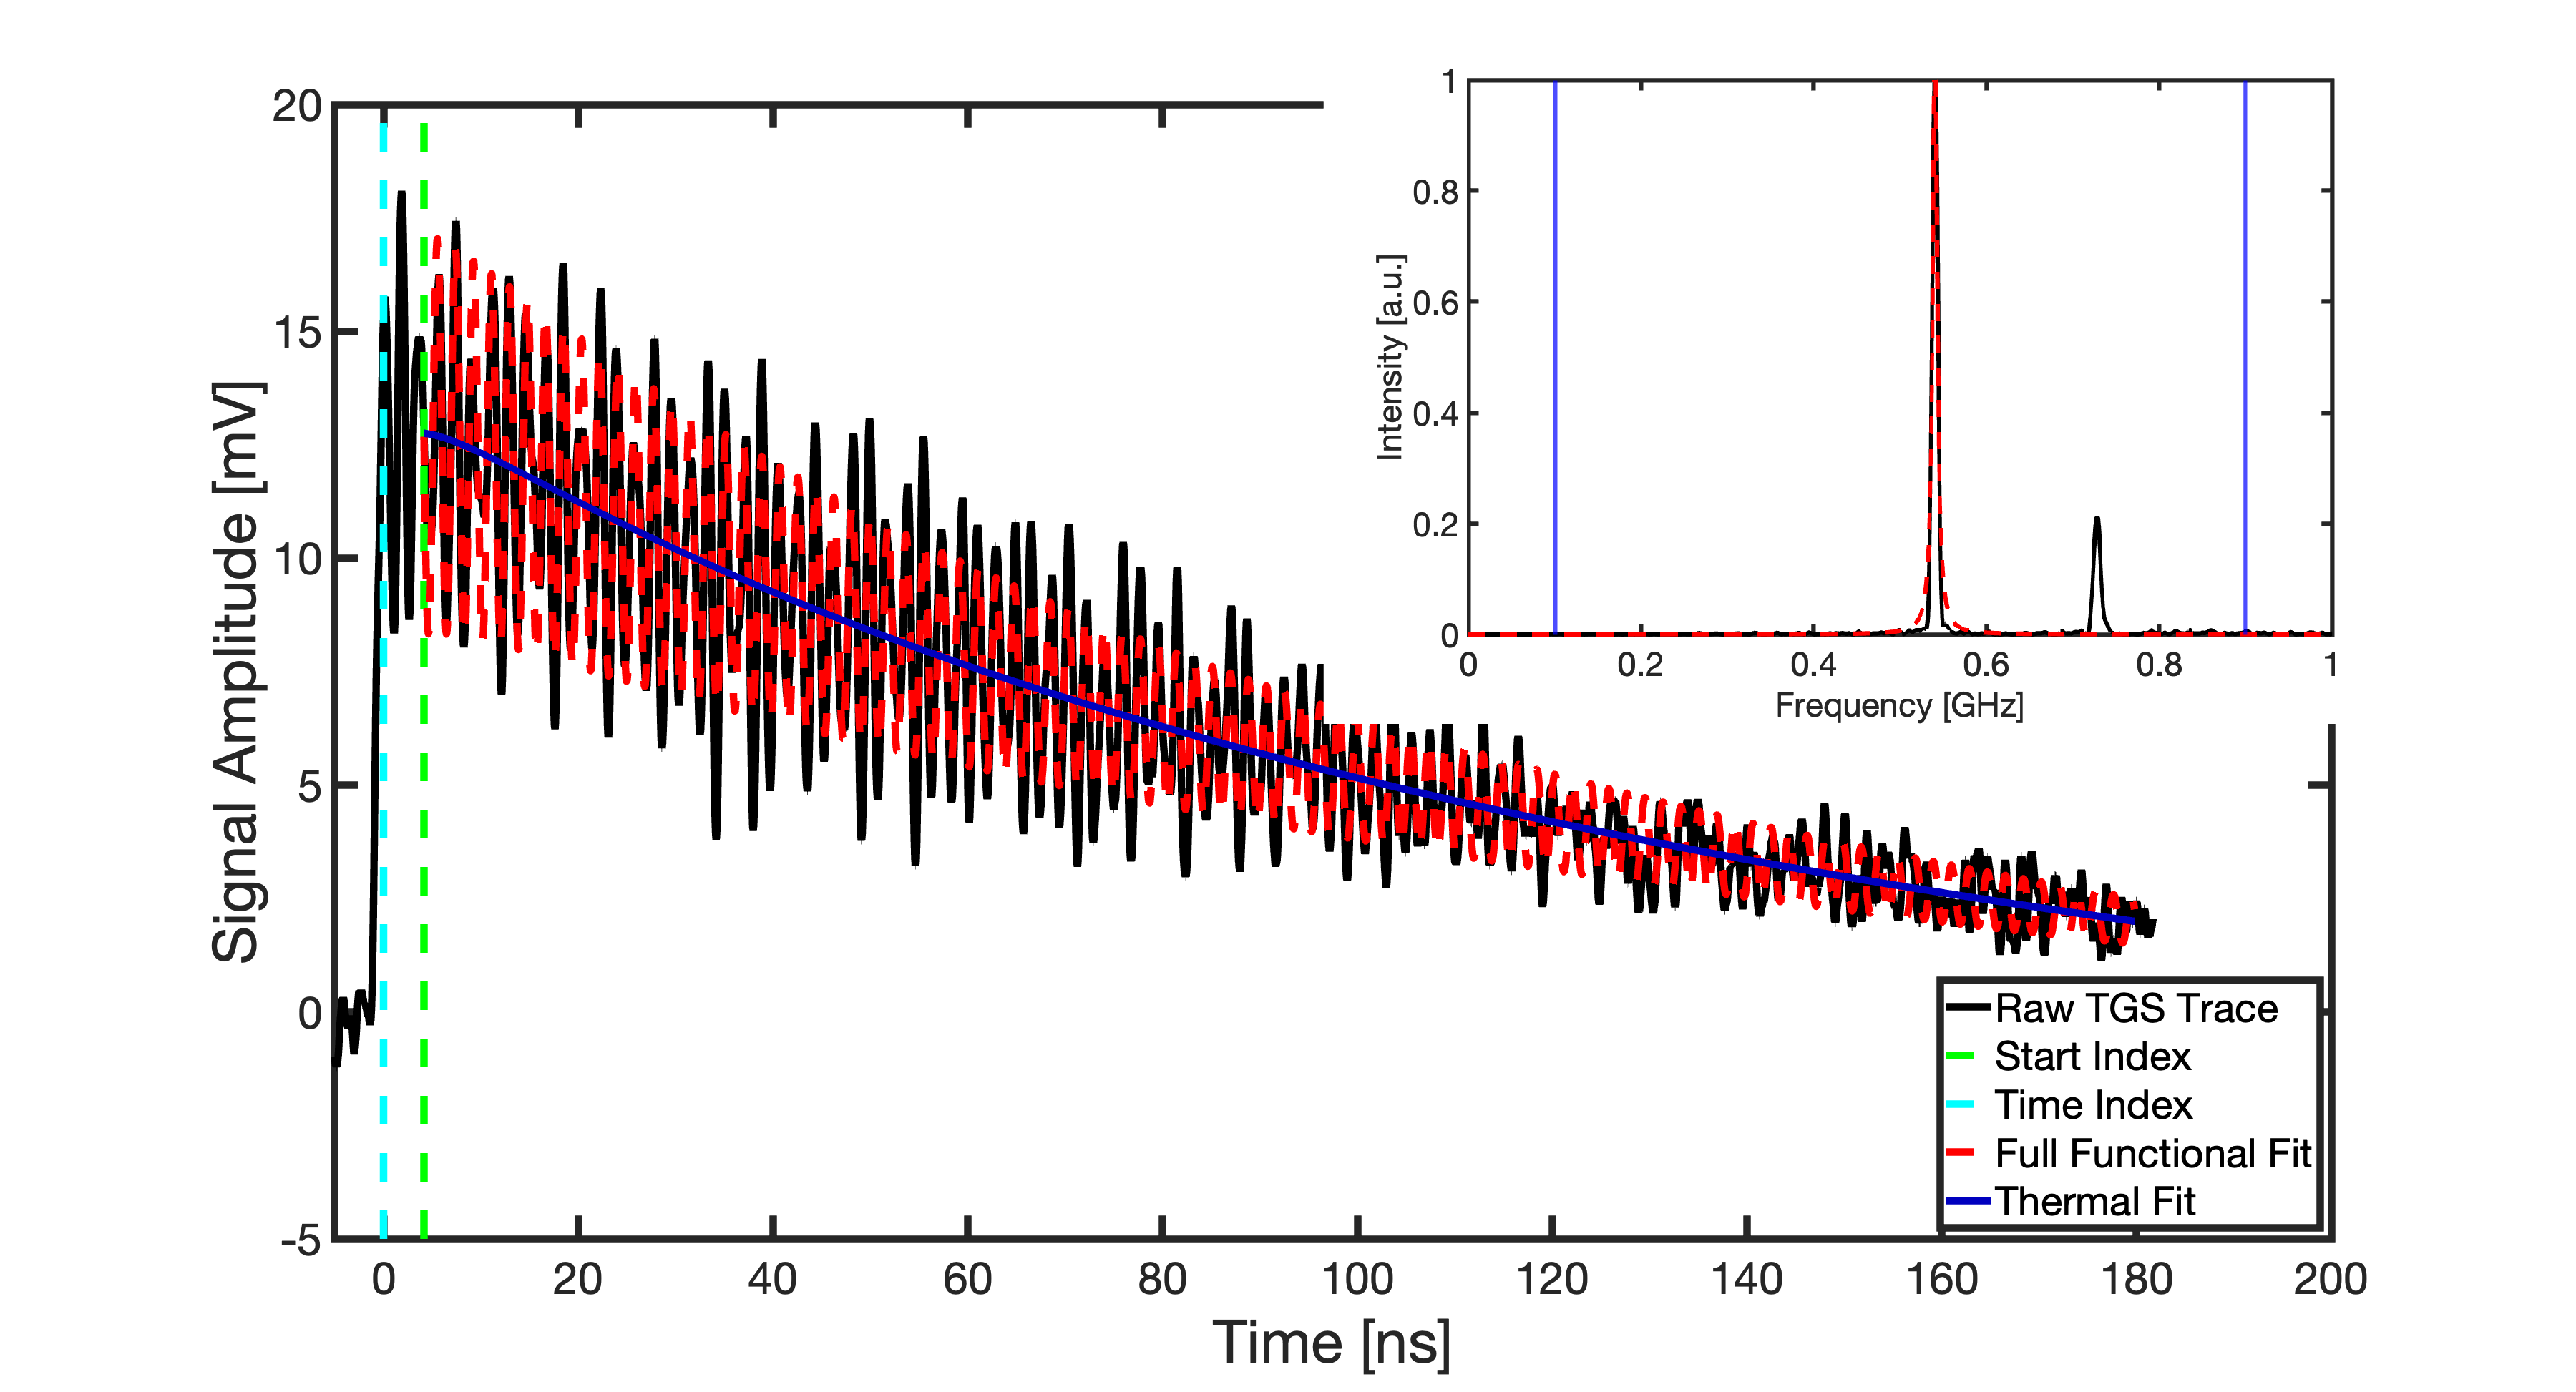 Signal Amplitude [mV]
20
15
10
5
0
-5
0 20 40 60 80 100 120 140 160 180 200
Time [ns]
Intensity [a.u.]
1
0.8
0.6
0.4
0.2
0
0 0.2 0.4 0.6 0.8 1
Frequency [GHz]
Raw TGS Trace
Start Index
Time Index
Full Functional Fit
Thermal Fit